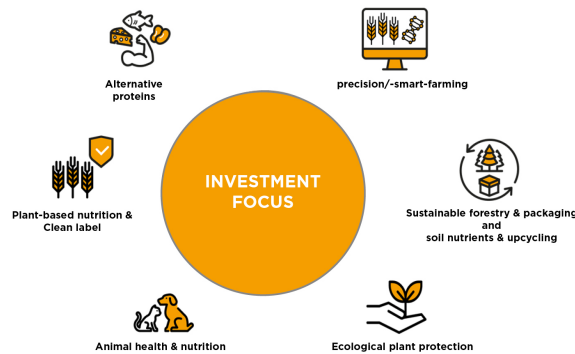 Alternative
proteins
precision/-smart-farming
INVESTMENT
FOCUS
Plant-based nutrition &
Clean label
Sustainable forestry & packaging
and
soil nutrients & upcycling
Animal health & nutrition
Ecological plant protection